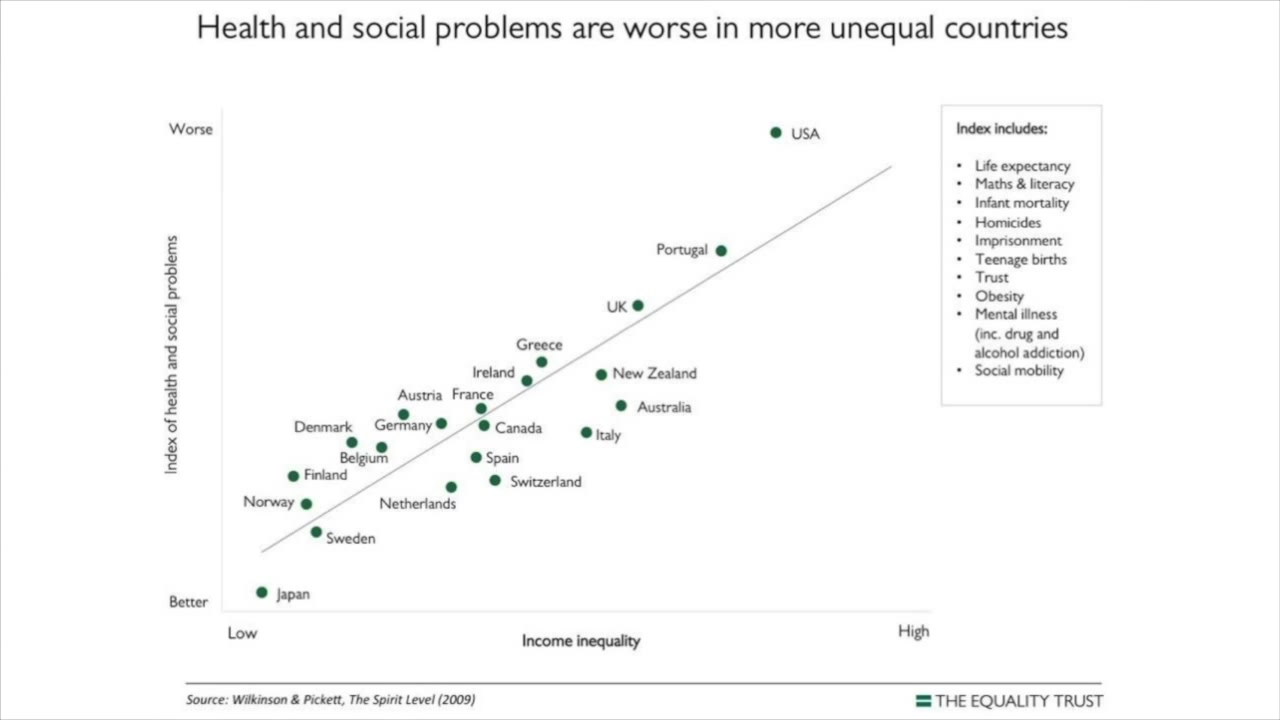 Health and social problems are worse in more unequal countries
Worse
Index of health and social problems
Better
USA
Portugal
UK
Greece
Ireland
New Zealand
Austria
France
Australia
Denmark
Germany
Canada
Italy
Belgium
Spain
Finland
Switzerland
Norway
Netherlands
Sweden
Japan
Low
Income inequality
High
Index includes:
• Life expectancy
• Maths & literacy
• Infant mortality
• Homicides
• Imprisonment
• Teenage births
• Trust
• Obesity
• Mental illness
(inc. drug and
alcohol addiction)
• Social mobility
Source: Wilkinson & Pickett, The Spirit Level (2009)
THE EQUALITY TRUST